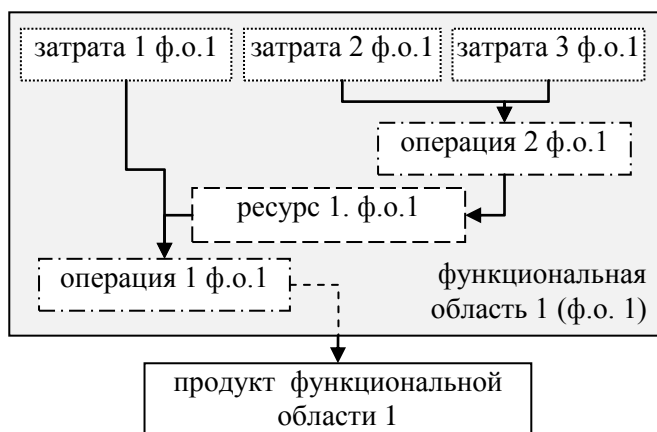 затрата 1 ф.о.1
затрата 2 ф.о.1
затрата 3 ф.о.1
операция 2 ф.о.1
ресурс 1. ф.о.1
операция 1 ф.о.1
функциональная
область 1 (ф.о. 1)
продукт функциональной
области 1